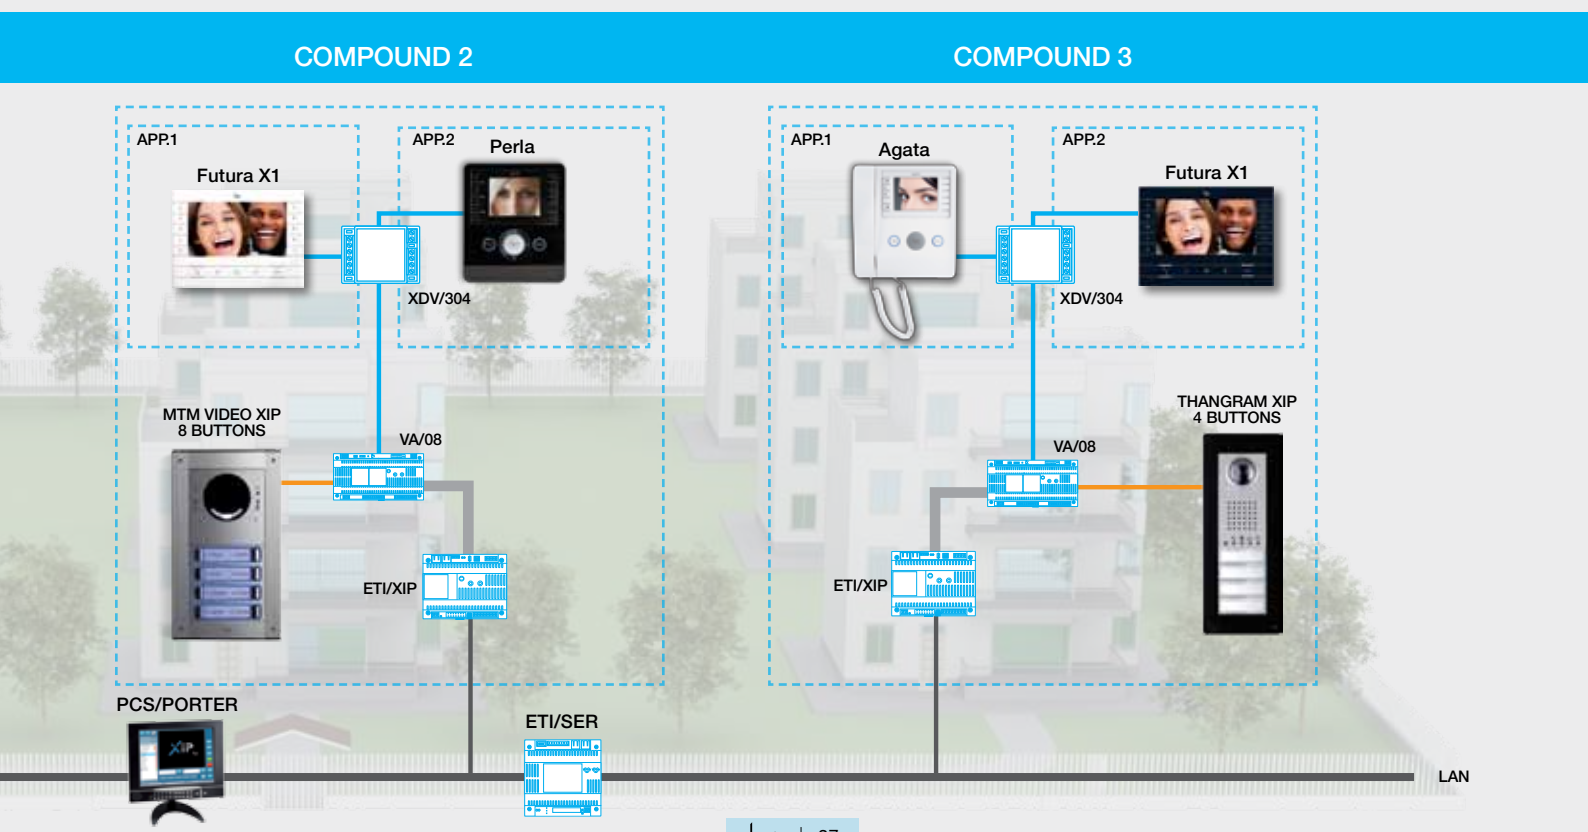 COMPOUND 2
COMPOUND 3
APP.1
APP.2
Perla
Futura X1
XDV/304
APP.1
Agata
APP.2
Futura X1
XDV/304
MTM VIDEO XIP
8 BUTTONS
VA/08
ETI/XIP
THANGRAM XIP
4 BUTTONS
VA/08
ETI/XIP
PCS/PORTER
XIP
ETI/SER
LAN